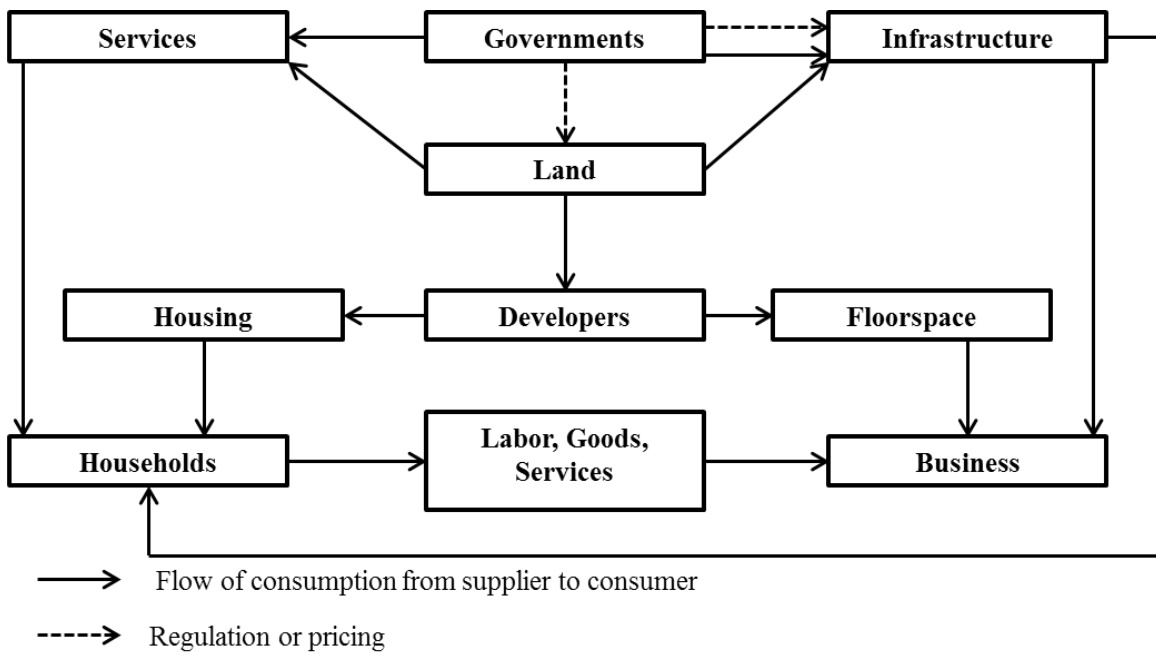 Services
Governments
Infrastructure
Land
Housing
Developers
Floorspace
Households
Labor, Goods,
Services
Business
Flow of consumption from supplier to consumer
Regulation or pricing